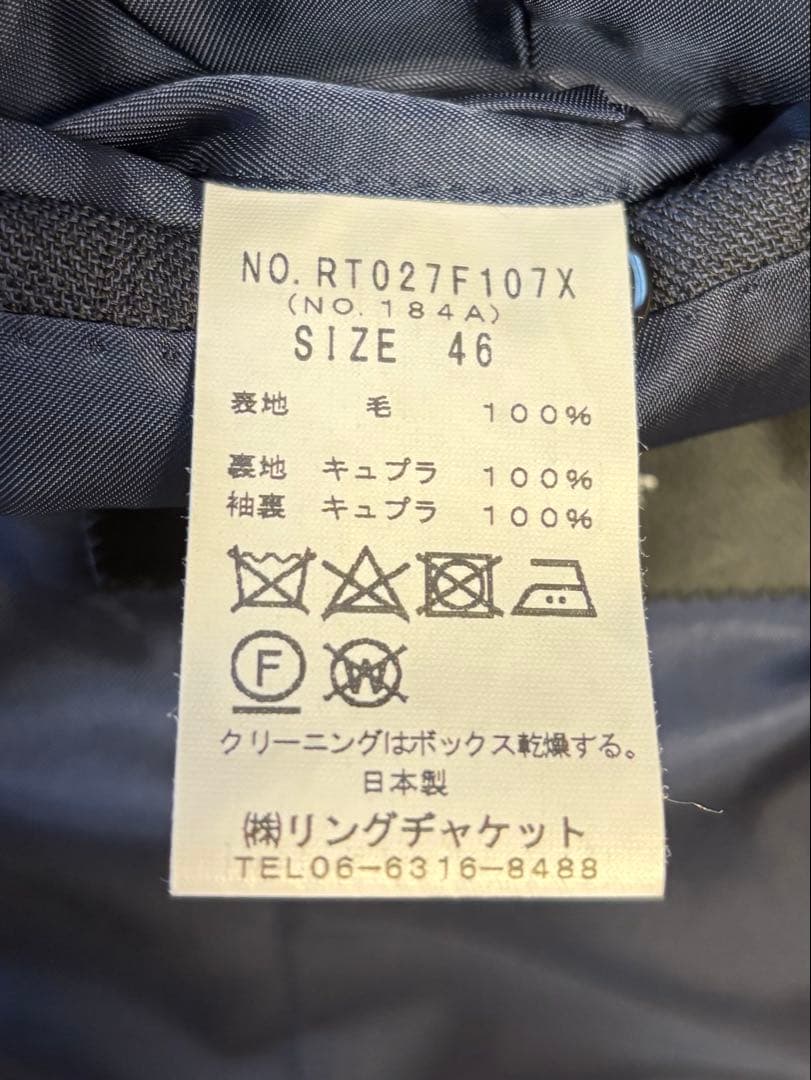 NO.RT027F107X
(NO.184A)
SIZE 46
表地 毛 100%
裏地 キュプラ 100%
袖裏 キュプラ 100%
F W
クリーニングはボックス乾燥する。
日本製
㈱リングヂャケット
TEL06-6316-8488